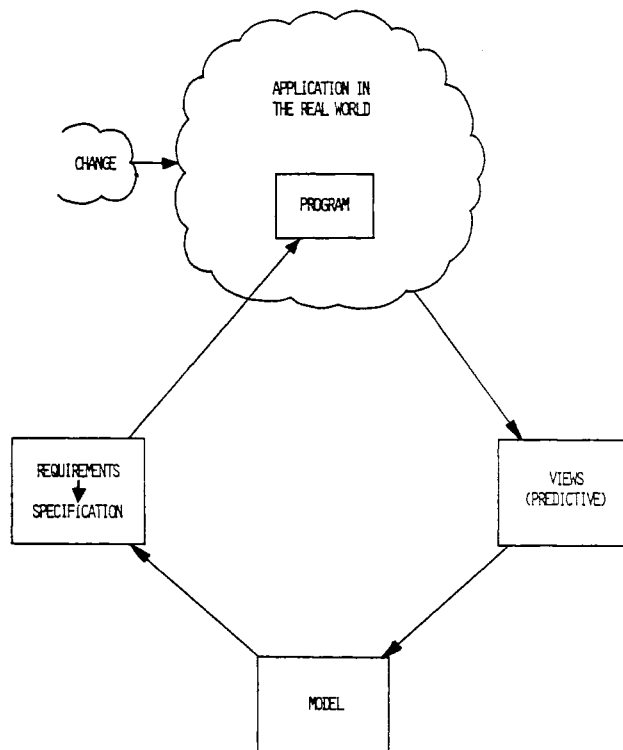 APPLICATION IN
THE REAL WORLD
CHANGE
PROGRAM
REQUIREMENTS
SPECIFICATION
VIEWS
(PREDICTIVE)
MODEL